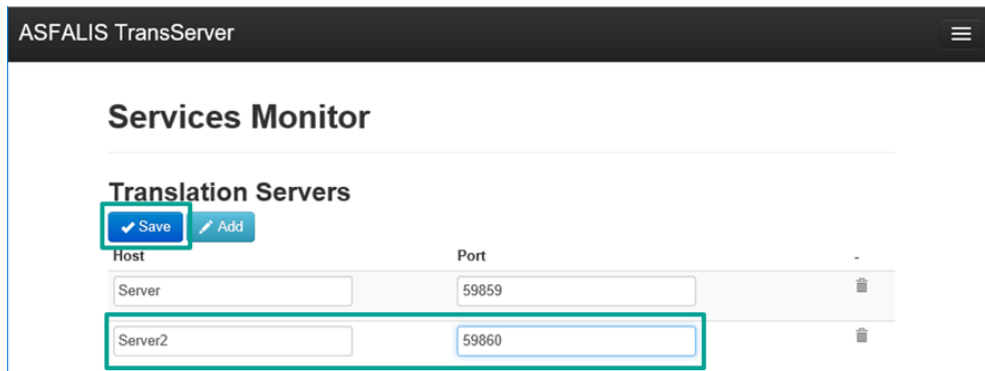 ASFALIS TransServer
Services Monitor
Translation Servers
Save Add
Host Port -
Server 59859
Server2 59860